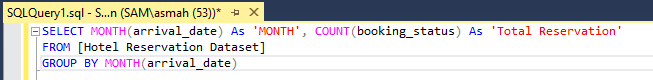 SQLQuery1.sql - S...n (SAM\asmah (53))*
SELECT MONTH(arrival_date) As 'MONTH', COUNT(booking_status) As 'Total Reservation'
FROM [Hotel Reservation Dataset]
GROUP BY MONTH(arrival_date)